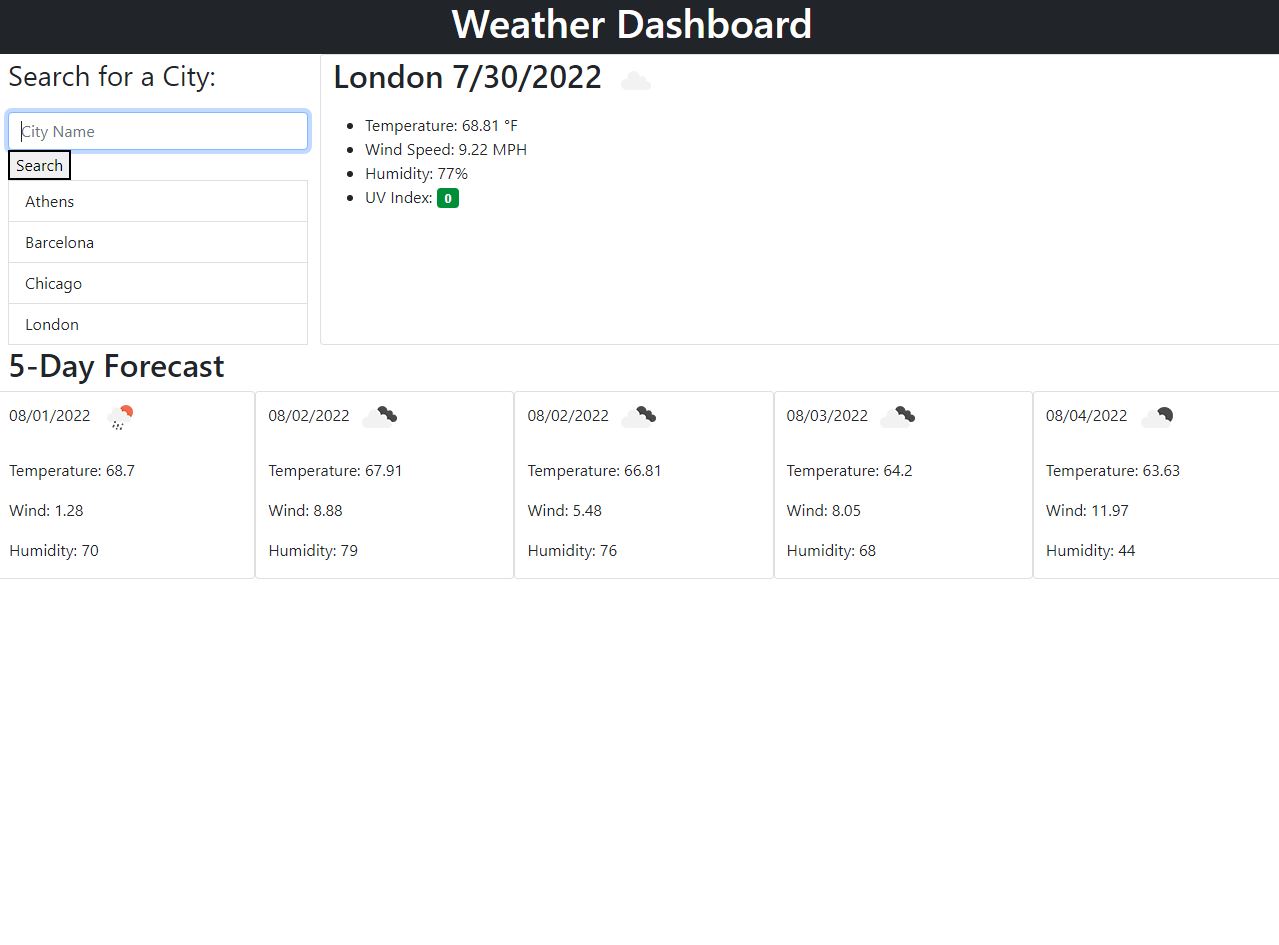 Weather Dashboard
Search for a City:
City Name
Search
Athens
Barcelona
Chicago
London
London 7/30/2022
Temperature: 68.81 °F
Wind Speed: 9.22 MPH
Humidity: 77%
UV Index: 0
5-Day Forecast
08/01/2022
Temperature: 68.7
Wind: 1.28
Humidity: 70
08/02/2022
Temperature: 67.91
Wind: 8.88
Humidity: 79
08/02/2022
Temperature: 66.81
Wind: 5.48
Humidity: 76
08/03/2022
Temperature: 64.2
Wind: 8.05
Humidity: 68
08/04/2022
Temperature: 63.63
Wind: 11.97
Humidity: 44